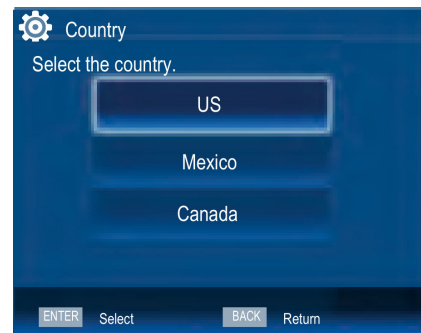 Country
Select the country.
US
Mexico
Canada
ENTER Select BACK Return